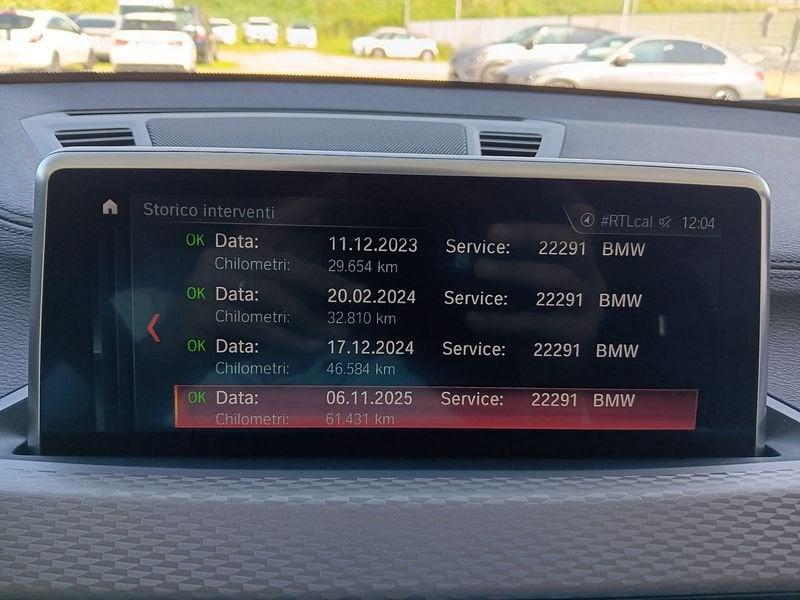 Storico interventi #RTLcal 12:04
OK Data: 11.12.2023 Service: 22291 BMW
Chilometri: 29.654 km
OK Data: 20.02.2024 Service: 22291 BMW
Chilometri: 32.810 km
OK Data: 17.12.2024 Service: 22291 BMW
Chilometri: 46.584 km
OK Data: 06.11.2025 Service: 22291 BMW
Chilometri: 61.431 km